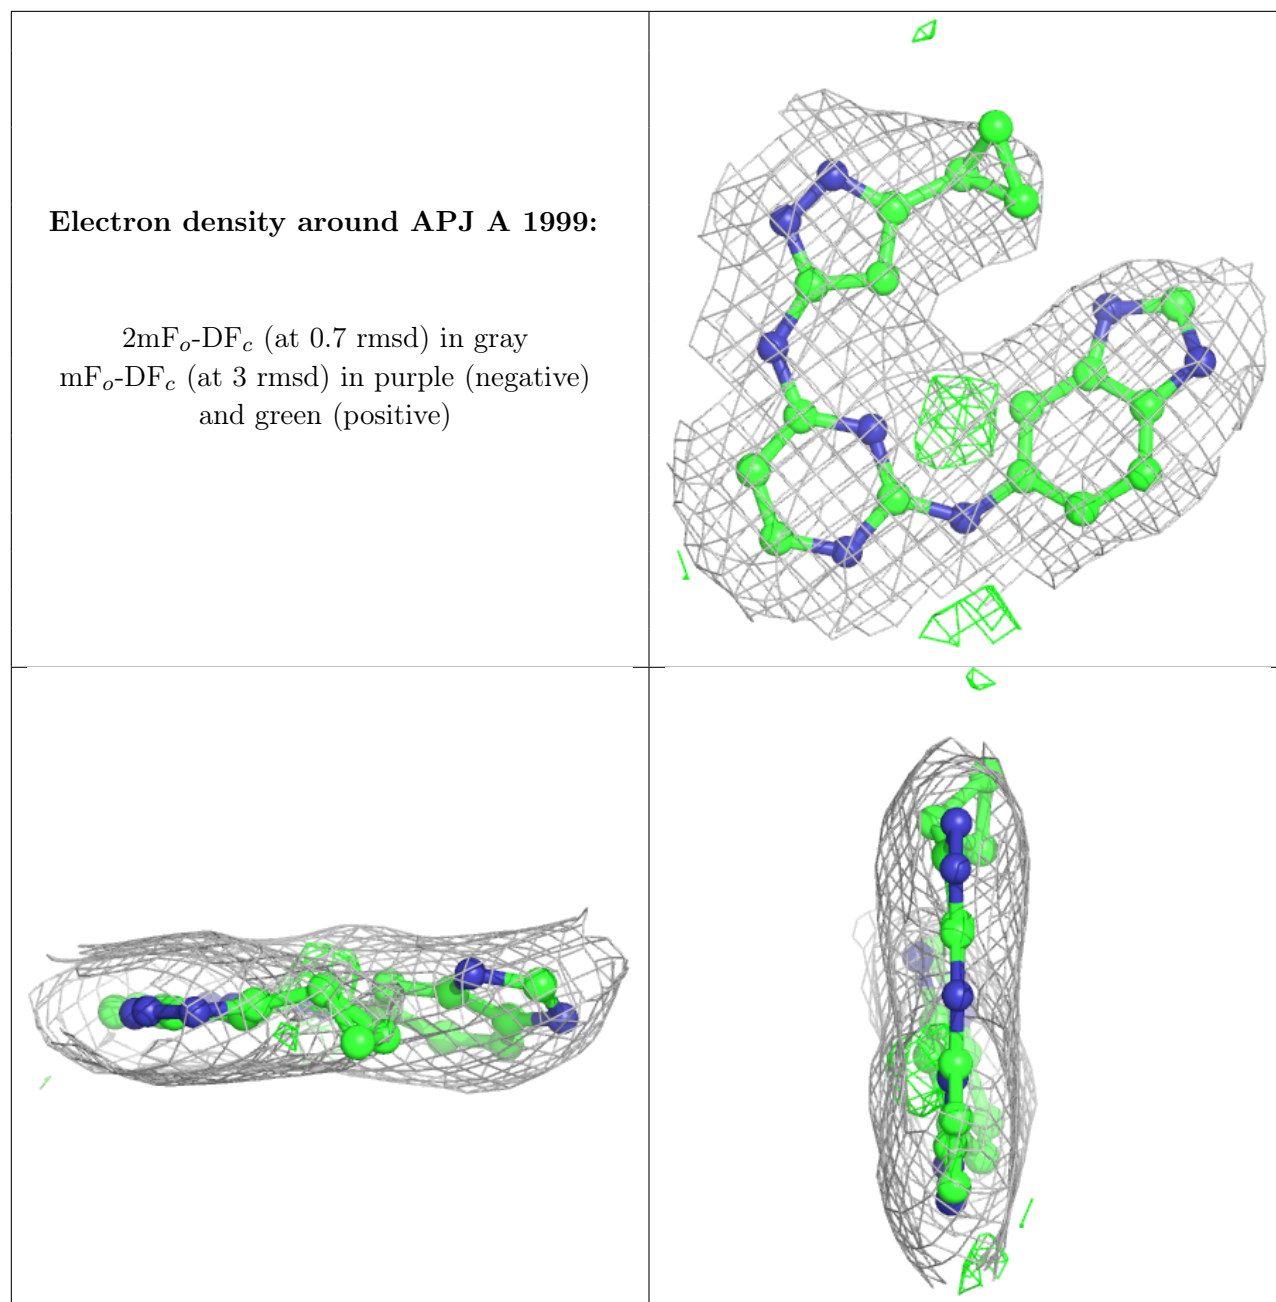 Electron density around APJ A 1999:
2mFo-DFc (at 0.7 rmsd) in gray
mFo-DFc (at 3 rmsd) in purple (negative)
and green (positive)